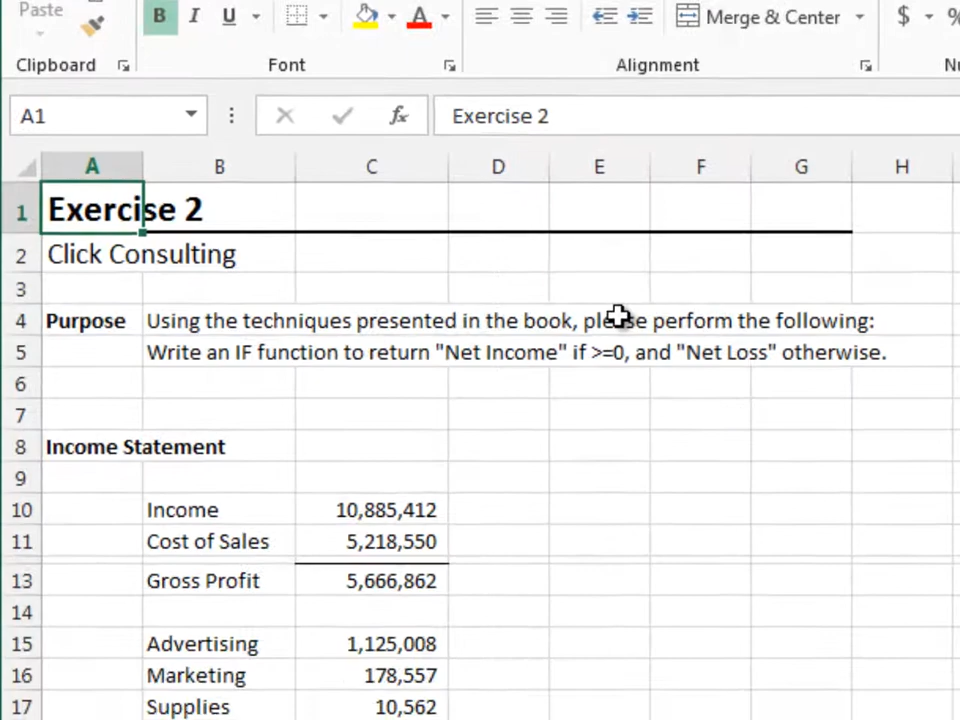 Paste
B I U A
Merge & Center
$ %
Clipboard
Font
Alignment
A1
fx
Exercise 2
A B C D E F G H
1 Exercise 2
2 Click Consulting
3
4 Purpose Using the techniques presented in the book, please perform the following:
5 Write an IF function to return "Net Income" if >=0, and "Net Loss" otherwise.
6
7
8 Income Statement
9
10 Income 10,885,412
11 Cost of Sales 5,218,550
13 Gross Profit 5,666,862
14
15 Advertising 1,125,008
16 Marketing 178,557
17 Supplies 10,562